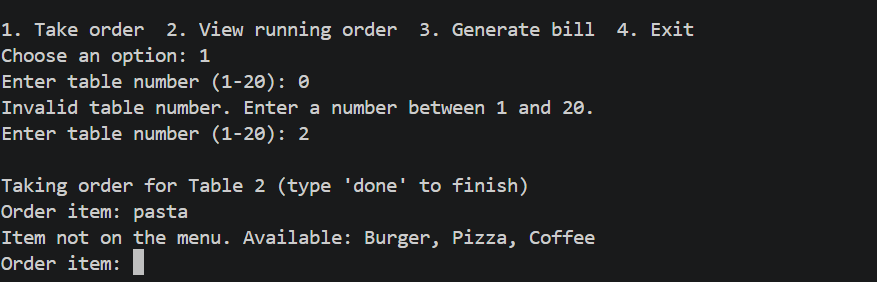 1. Take order  2. View running order  3. Generate bill  4. Exit
Choose an option: 1
Enter table number (1-20): 0
Invalid table number. Enter a number between 1 and 20.
Enter table number (1-20): 2
Taking order for Table 2 (type 'done' to finish)
Order item: pasta
Item not on the menu. Available: Burger, Pizza, Coffee
Order item: